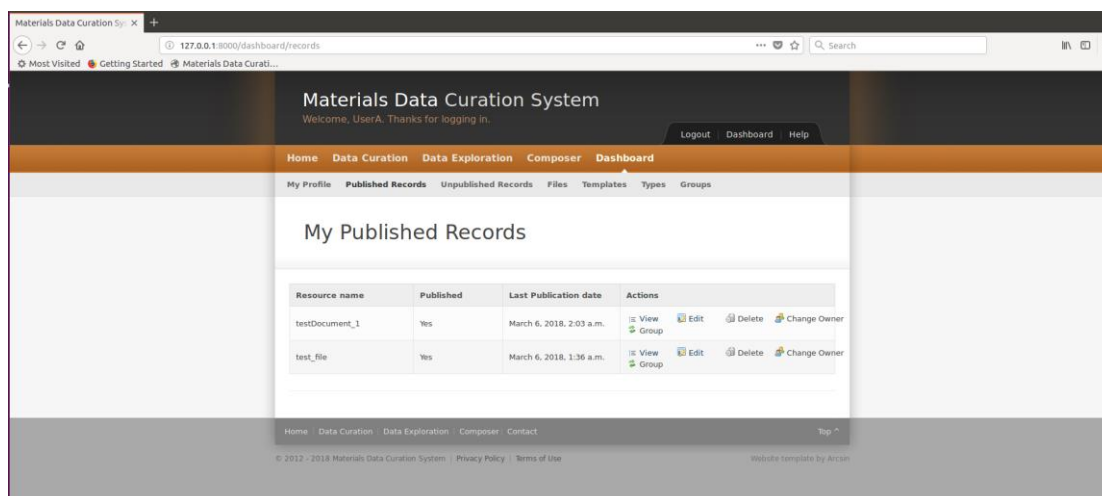 Materials Data Curation Sy: × +
127.0.0.1:8000/dashboard/records ··· Search
Most Visited Getting Started Materials Data Curati...
Materials Data Curation System
Welcome, UserA. Thanks for logging in.
Logout Dashboard Help
Home Data Curation Data Exploration Composer Dashboard
My Profile Published Records Unpublished Records Files Templates Types Groups
My Published Records
Resource name Published Last Publication date Actions
testDocument_1 Yes March 6, 2018, 2:03 a.m. View Edit Delete Change Owner
Group
test_file Yes March 6, 2018, 1:36 a.m. View Edit Delete Change Owner
Group
Home | Data Curation | Data Exploration | Composer | Contact Top ^
© 2012 - 2018 Materials Data Curation System | Privacy Policy | Terms of Use Website template by Arcsin